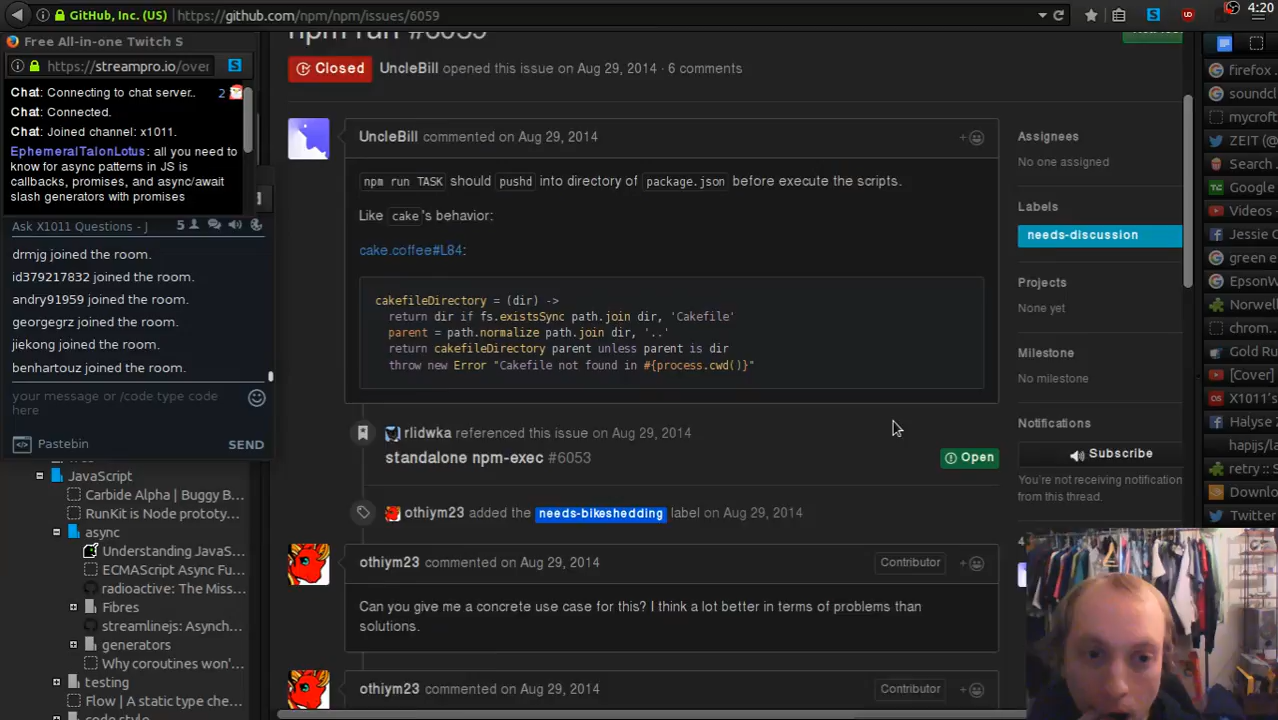 GitHub, Inc. (US)
https://github.com/npm/npm/issues/6059
4:20
Free All-in-one Twitch S
https://streampro.io/over
Chat: Connecting to chat server..
2
Chat: Connected.
Chat: Joined channel: x1011.
EphemeralTalonLotus: all you need
to know for async patterns in JS is
callbacks, promises, and async/await
slash generators with promises
Ask X1011 Questions - J
5
drmjg joined the room.
id379217832 joined the room.
andry91959 joined the room.
georgegrz joined the room.
jiekong joined the room.
benhartouz joined the room.
your message or /code type code
here
Pastebin
SEND
JavaScript
Carbide Alpha | Buggy B...
RunKit is Node prototy...
async
Understanding JavaS...
ECMAScript Async Fu...
radioactive: The Miss...
Fibres
streamlinejs: Asynch...
generators
Why coroutines won'...
testing
Flow | A static type che...
code style
npm run #6059
Closed
UncleBill opened this issue on Aug 29, 2014 · 6 comments
UncleBill commented on Aug 29, 2014
npm run TASK should pushd into directory of package.json before execute the scripts.
Like cake's behavior:
cake.coffee#L84:
cakefileDirectory = (dir) ->
return dir if fs.existsSync path.join dir, 'Cakefile'
parent = path.normalize path.join dir, '..'
return cakefileDirectory parent unless parent is dir
throw new Error "Cakefile not found in #{process.cwd()}"
rlidwka referenced this issue on Aug 29, 2014
standalone npm-exec #6053
Open
othiym23 added the needs-bikeshedding label on Aug 29, 2014
othiym23 commented on Aug 29, 2014
Contributor
Can you give me a concrete use case for this? I think a lot better in terms of problems than
solutions.
othiym23 commented on Aug 29, 2014
Contributor
Assignees
No one assigned
Labels
needs-discussion
Projects
None yet
Milestone
No milestone
Notifications
Subscribe
You're not receiving notification
from this thread.
firefox .
soundcl
mycroft
ZEIT (@
Search .
Google
Videos -
Jessie C
green e
EpsonW
Norwell
chrom...
Gold Ru
[Cover]
X1011's
Halyse
hapijs/l
retry ::
Downlo
Twitter